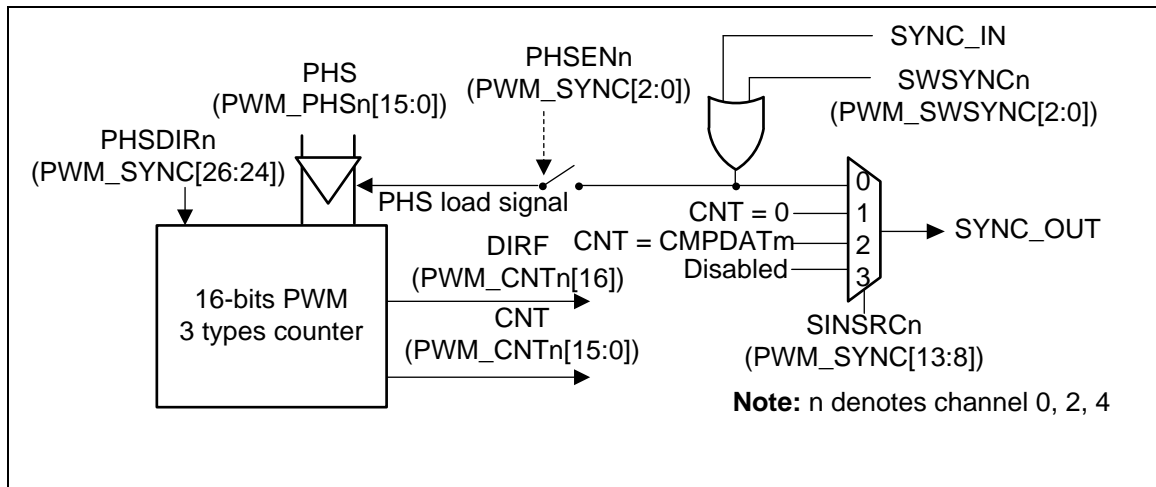 SYNC_IN
PHSENn
(PWM_SYNC[2:0])
SWSYNCn
(PWM_SWSYNC[2:0])
PHS
(PWM_PHSn[15:0])
PHSDIRn
(PWM_SYNC[26:24])
PHS load signal
0
CNT = 0
1
CNT = CMPDATm
2
Disabled
3
SYNC_OUT
DIRF
(PWM_CNTn[16])
16-bits PWM
3 types counter
CNT
(PWM_CNTn[15:0])
SINSRCn
(PWM_SYNC[13:8])
Note: n denotes channel 0, 2, 4